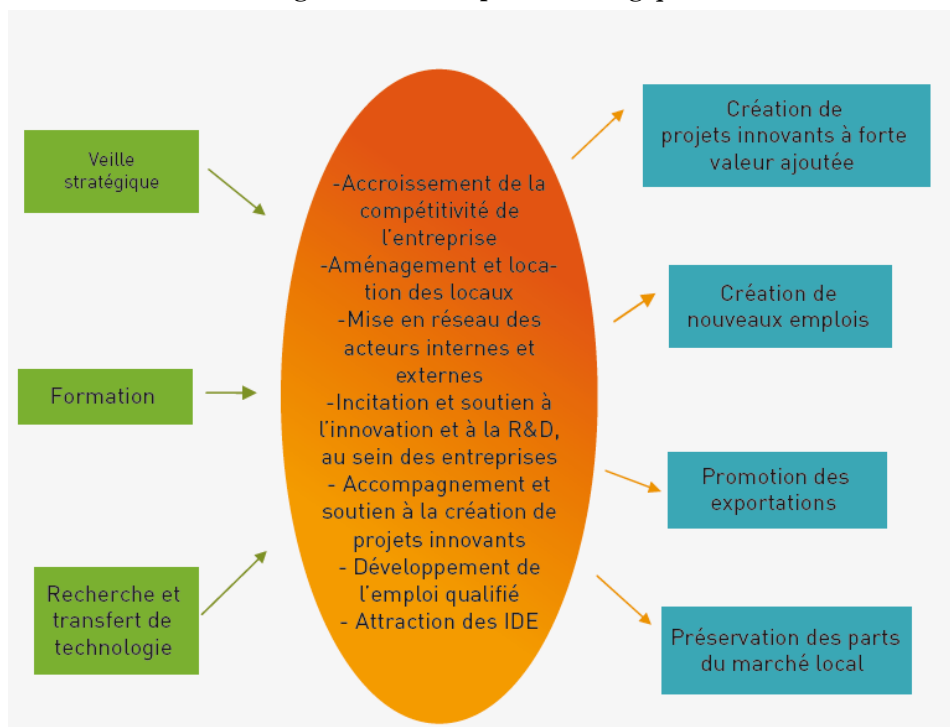 Veille
stratégique
Formation
Recherche et
transfert de
technologie
-Accroissement de la
compétitivité de
l'entreprise
-Aménagement et loca-
tion des locaux
-Mise en réseau des
acteurs internes et
externes
-Incitation et soutien à
l'innovation et à la R&D,
au sein des entreprises
- Accompagnement et
soutien à la création de
projets innovants
- Développement de
l'emploi qualifié
- Attraction des IDE
Création de
projets innovants à forte
valeur ajoutée
Création de
nouveaux emplois
Promotion des
exportations
Préservation des parts
du marché local